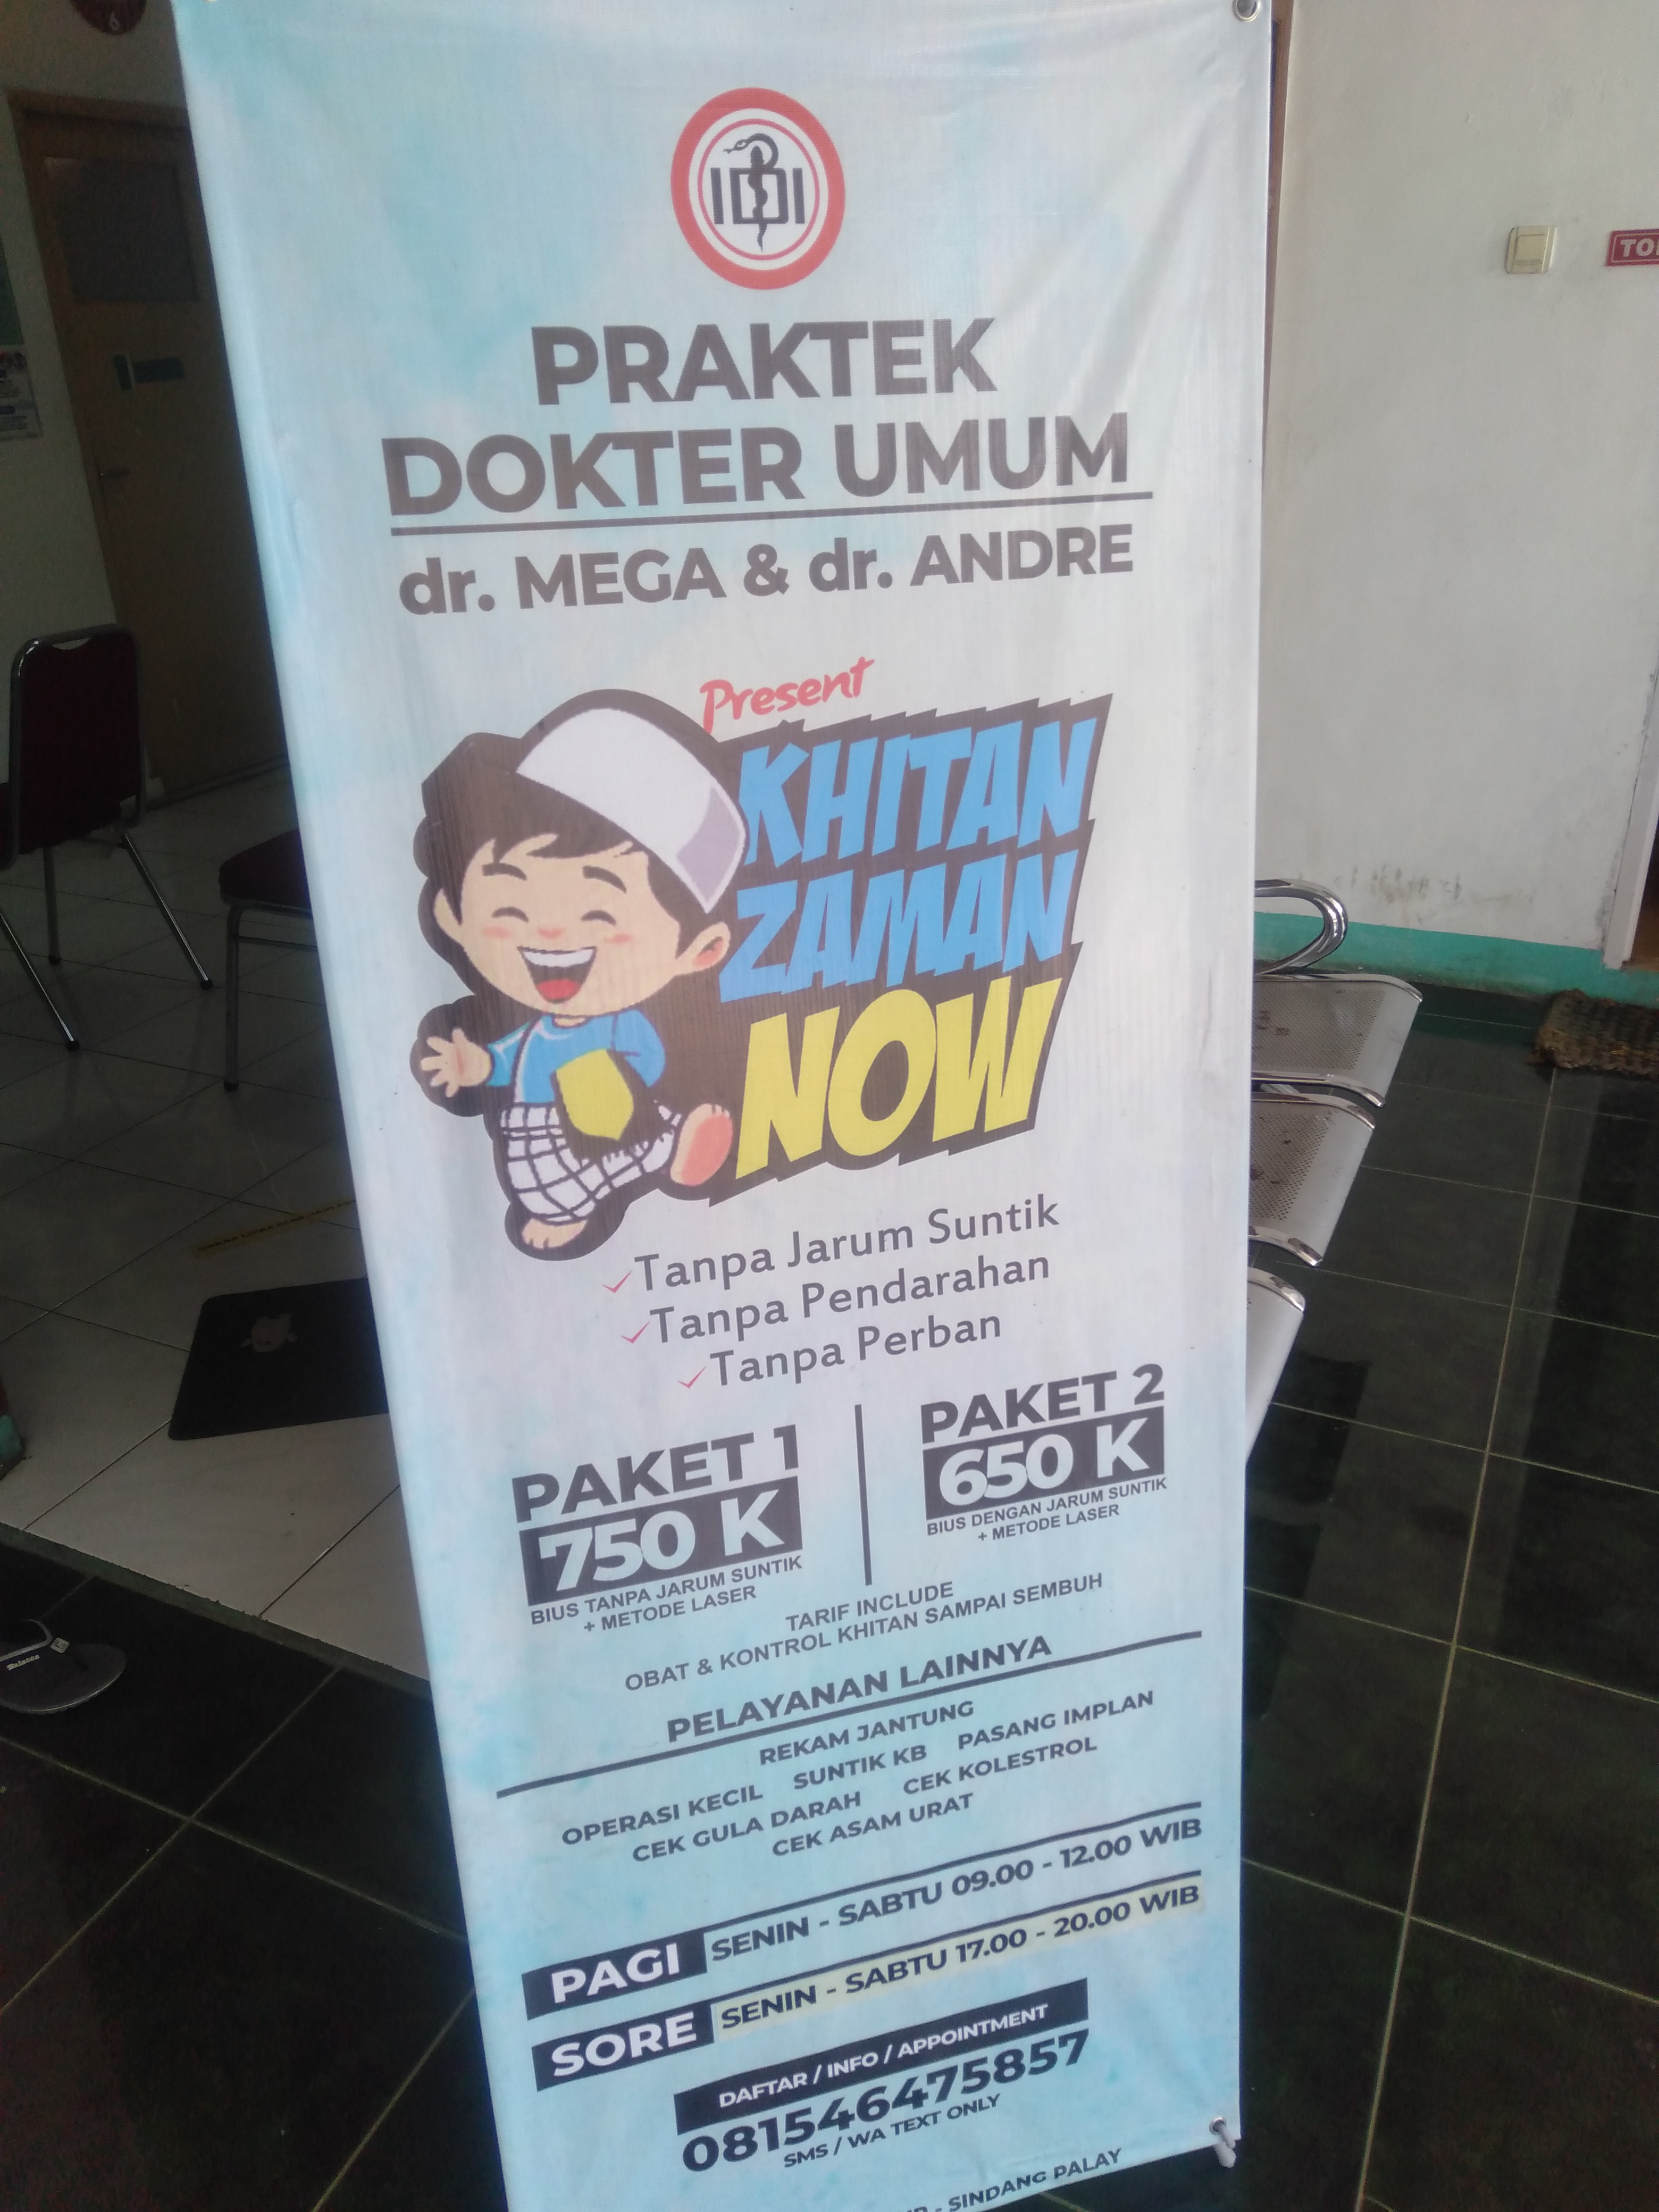 IDI
PRAKTEK
DOKTER UMUM
dr. MEGA & dr. ANDRE
Present
KHITAN
ZAMAN
NOW
Tanpa Jarum Suntik
Tanpa Pendarahan
Tanpa Perban
PAKET 1
750 K
BIUS TANPA JARUM SUNTIK
+ METODE LASER
PAKET 2
650 K
BIUS DENGAN JARUM SUNTIK
+ METODE LASER
TARIF INCLUDE
OBAT & KONTROL KHITAN SAMPAI SEMBUH
PELAYANAN LAINNYA
REKAM JANTUNG
OPERASI KECIL SUNTIK KB PASANG IMPLAN
CEK GULA DARAH CEK KOLESTROL
CEK ASAM URAT
PAGI SENIN - SABTU 09.00 - 12.00 WIB
SORE SENIN - SABTU 17.00 - 20.00 WIB
DAFTAR / INFO / APPOINTMENT
081546475857
SMS / WA TEXT ONLY
- SINDANG PALAY